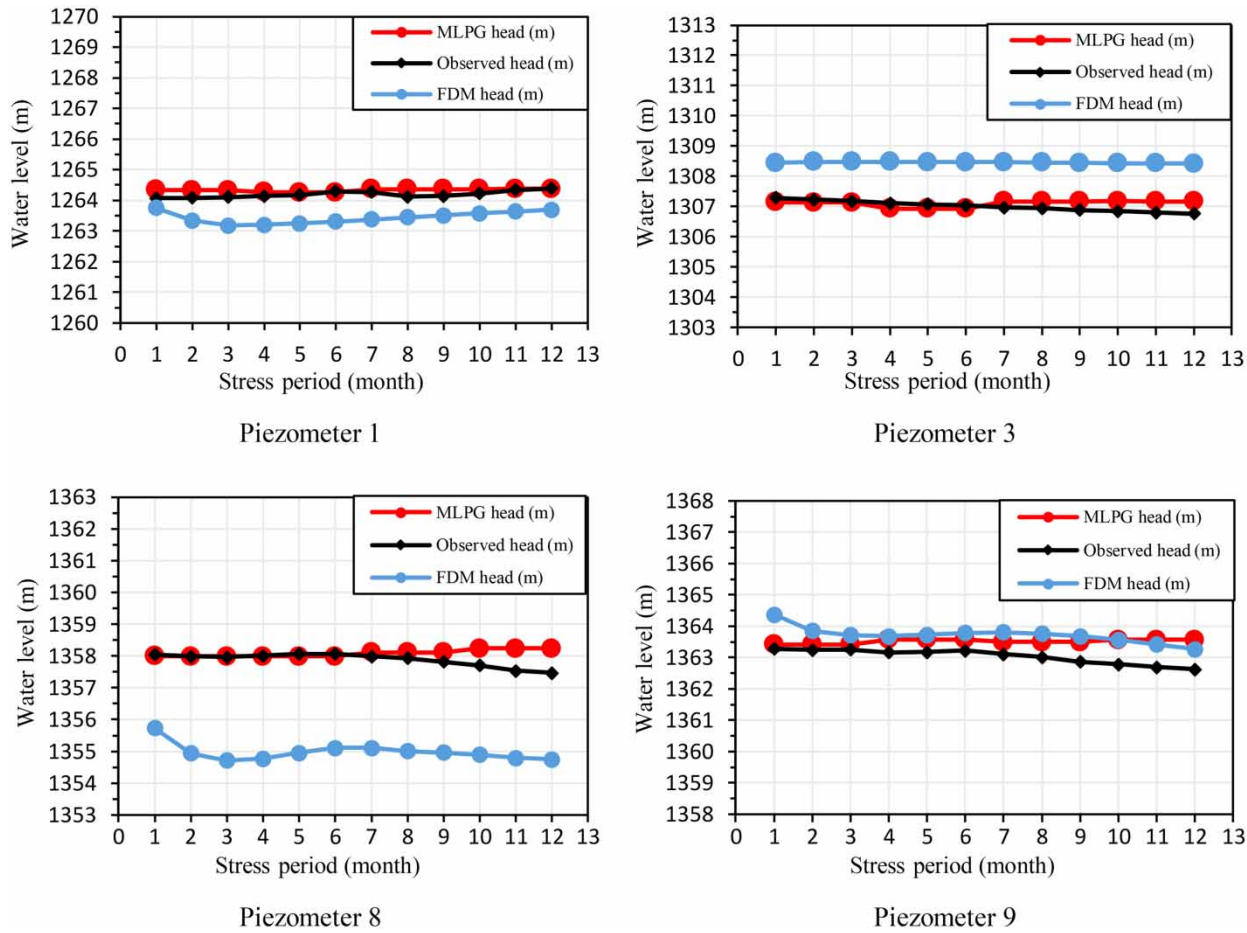 1270
1269
1268
1267
1266
1265
1264
1263
1262
1261
1260
Water level (m)
MLPG head (m)
Observed head (m)
FDM head (m)
0 1 2 3 4 5 6 7 8 9 10 11 12 13
Stress period (month)
Piezometer 1
1313
1312
1311
1310
1309
1308
1307
1306
1305
1304
1303
Water level (m)
MLPG head (m)
Observed head (m)
FDM head (m)
0 1 2 3 4 5 6 7 8 9 10 11 12 13
Stress period (month)
Piezometer 3
1363
1362
1361
1360
1359
1358
1357
1356
1355
1354
1353
Water level (m)
MLPG head (m)
Observed head (m)
FDM head (m)
0 1 2 3 4 5 6 7 8 9 10 11 12 13
Stress period (month)
Piezometer 8
1368
1367
1366
1365
1364
1363
1362
1361
1360
1359
1358
Water level (m)
MLPG head (m)
Observed head (m)
FDM head (m)
0 1 2 3 4 5 6 7 8 9 10 11 12 13
Stress period (month)
Piezometer 9